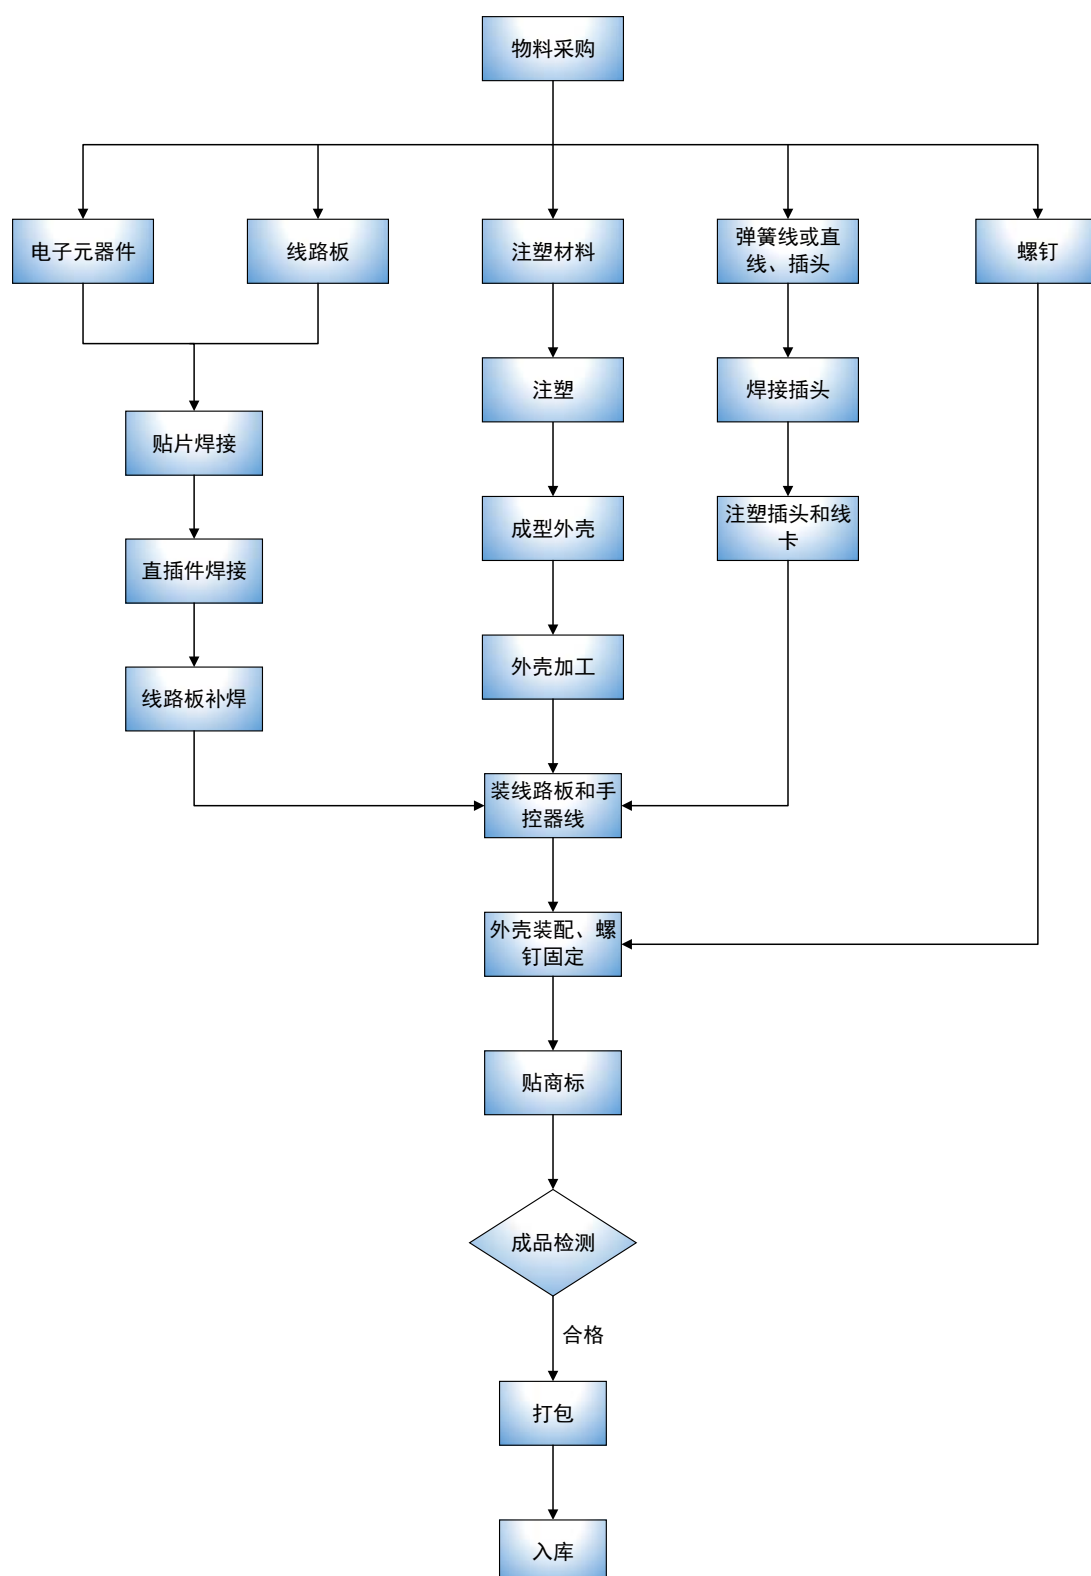 物料采购
电子元器件
线路板
注塑材料
弹簧线或直
线、插头
螺钉
注塑
焊接插头
贴片焊接
成型外壳
注塑插头和线
卡
直插件焊接
外壳加工
线路板补焊
装线路板和手
控器线
外壳装配、螺
钉固定
贴商标
成品检测
合格
打包
入库